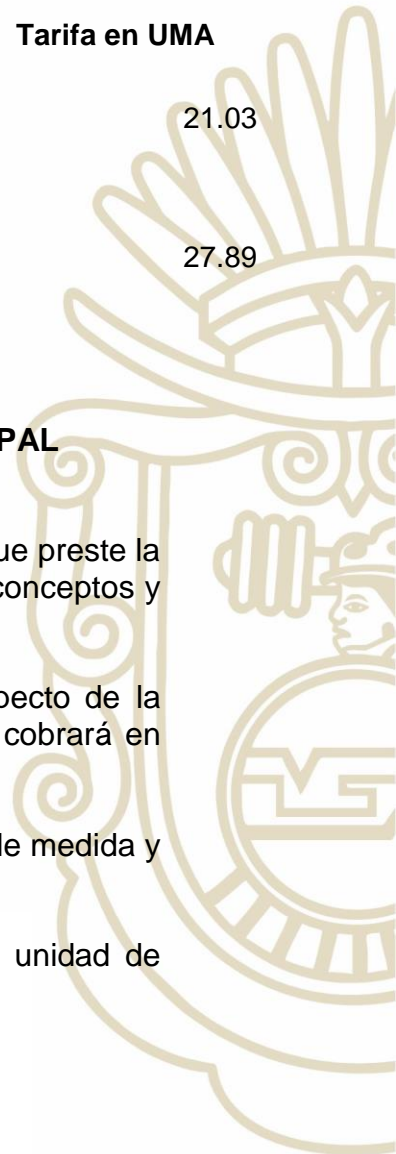 Tarifa en UMA
21.03
27.89
PAL
ue preste la
conceptos y
pecto de la
cobrará en
de medida y
unidad de